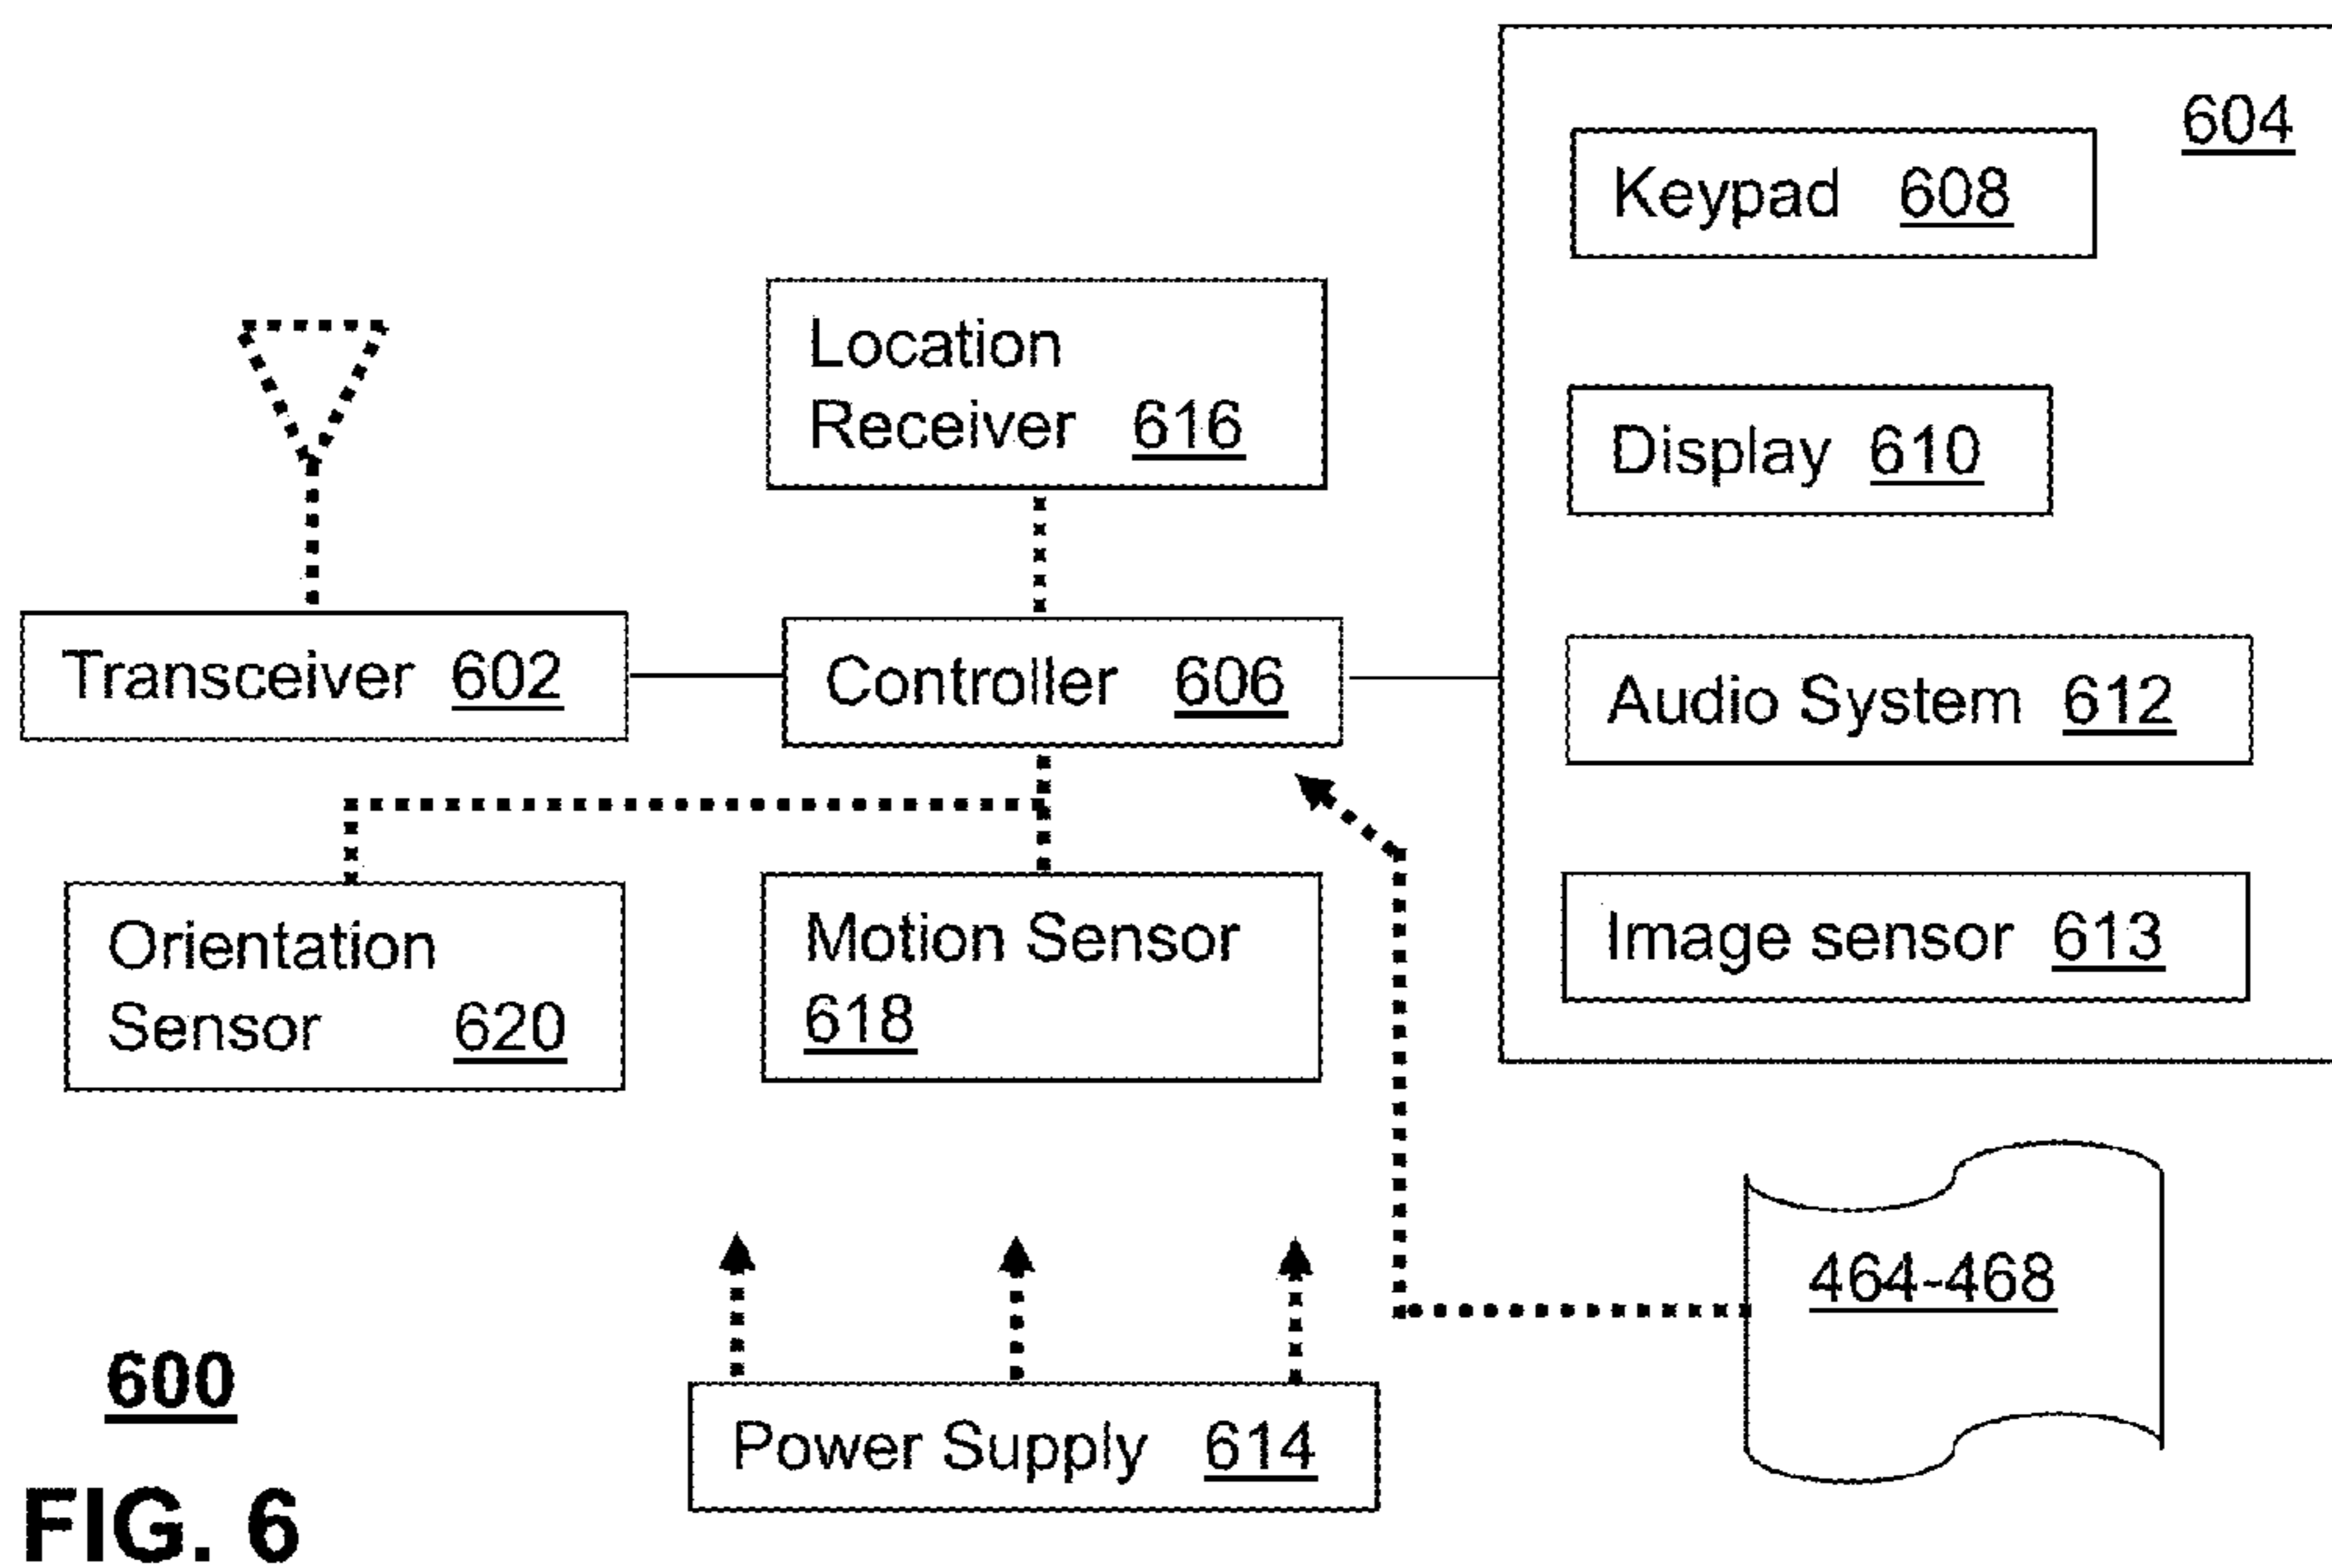 604
Keypad 608
Location
Receiver 616
Display 610
Transceiver 602
Controller 606
Audio System 612
Orientation
Sensor 620
Motion Sensor
618
Image sensor 613
464-468
600
Power Supply 614
FIG. 6